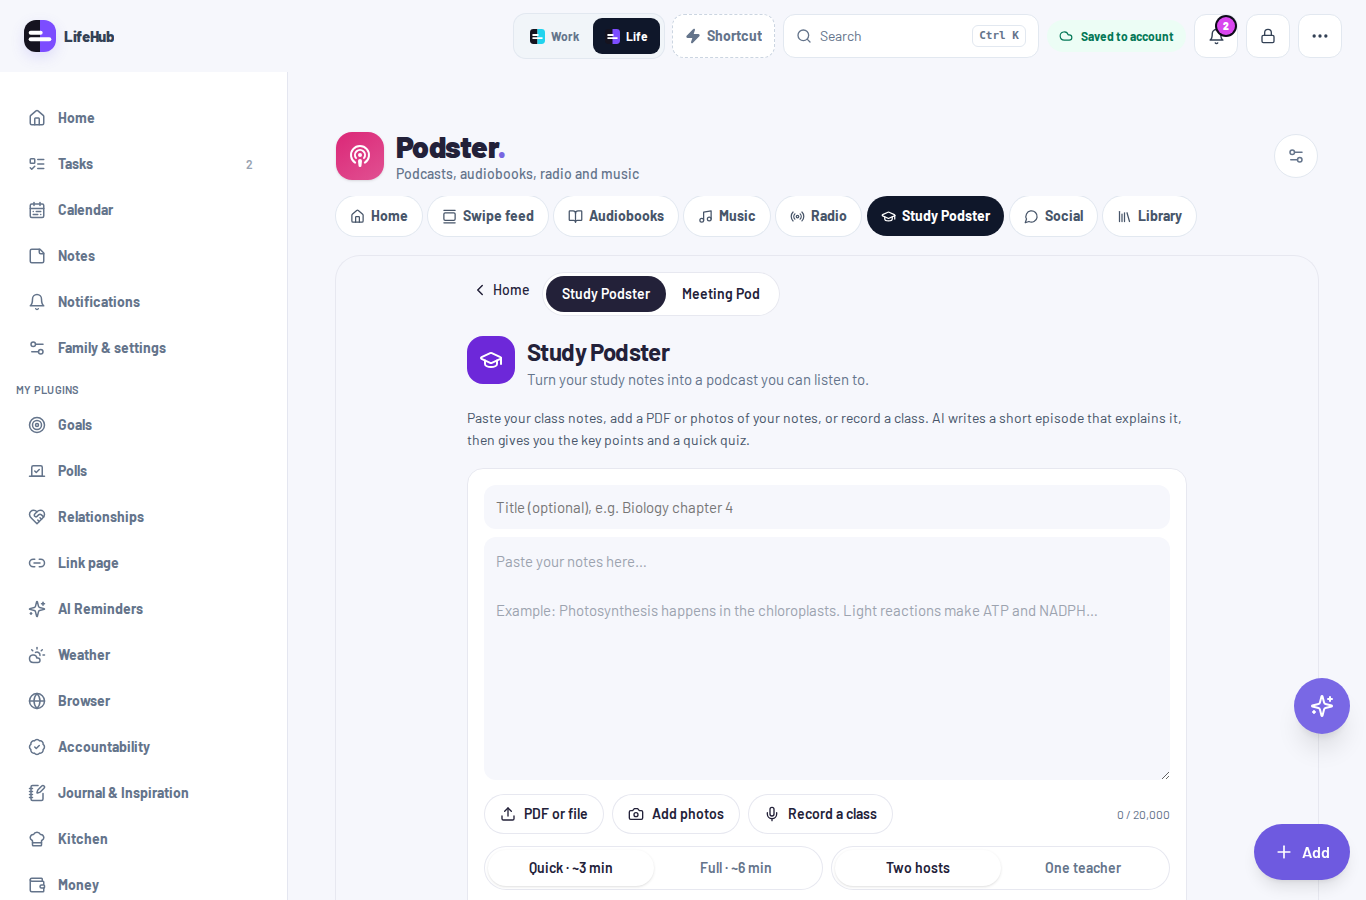 LifeHub
Work
Life
Shortcut
Search
Ctrl K
Saved to account
2
Home
Tasks
2
Calendar
Notes
Notifications
Family & settings
MY PLUGINS
Goals
Polls
Relationships
Link page
AI Reminders
Weather
Browser
Accountability
Journal & Inspiration
Kitchen
Money
Podster.
Podcasts, audiobooks, radio and music
Home
Swipe feed
Audiobooks
Music
Radio
Study Podster
Social
Library
Home
Study Podster
Meeting Pod
Study Podster
Turn your study notes into a podcast you can listen to.
Paste your class notes, add a PDF or photos of your notes, or record a class. AI writes a short episode that explains it,
then gives you the key points and a quick quiz.
Title (optional), e.g. Biology chapter 4
Paste your notes here...
Example: Photosynthesis happens in the chloroplasts. Light reactions make ATP and NADPH...
PDF or file
Add photos
Record a class
0 / 20,000
Quick · ~3 min
Full · ~6 min
Two hosts
One teacher
Add